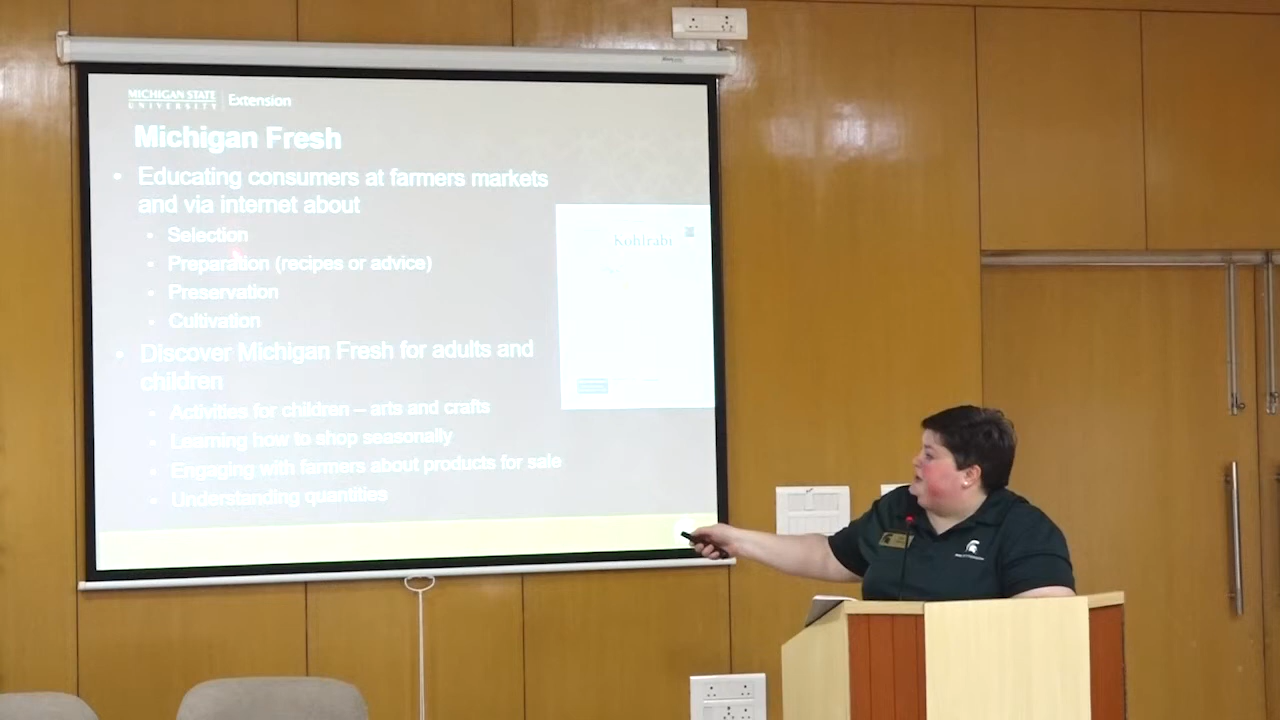 MICHIGAN STATE
UNIVERSITY
Extension
Michigan Fresh
• Educating consumers at farmers markets
and via internet about
• Selection
• Preparation (recipes or advice)
• Preservation
• Cultivation
• Discover Michigan Fresh for adults and
children
• Activities for children – arts and crafts
• Learning how to shop seasonally
• Engaging with farmers about products for sale
• Understanding quantities
Kohlrabi